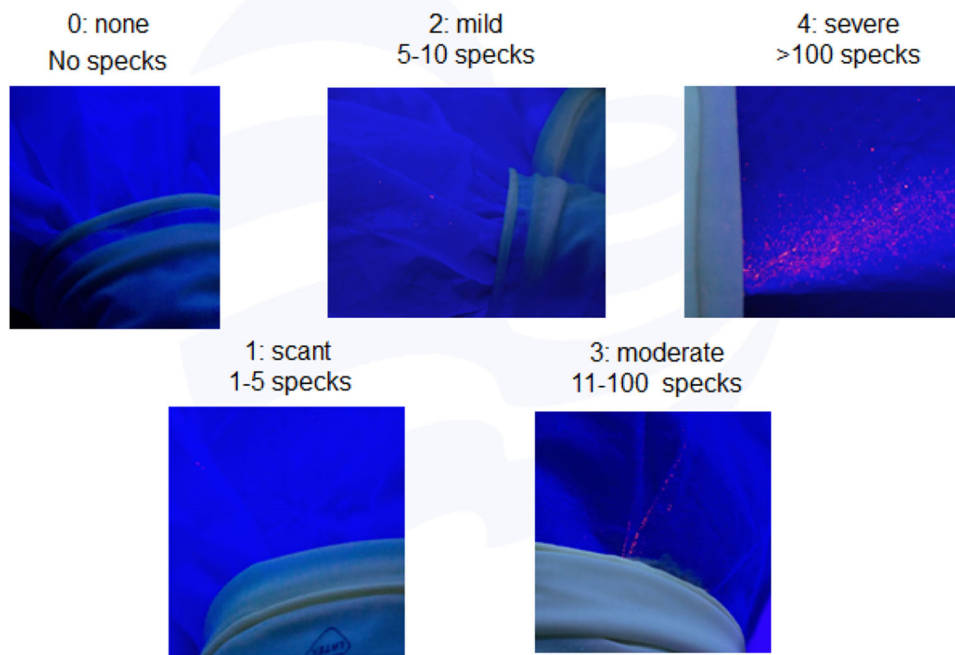 0: none
No specks
2: mild
5-10 specks
4: severe
>100 specks
1: scant
1-5 specks
3: moderate
11-100 specks
LATEX